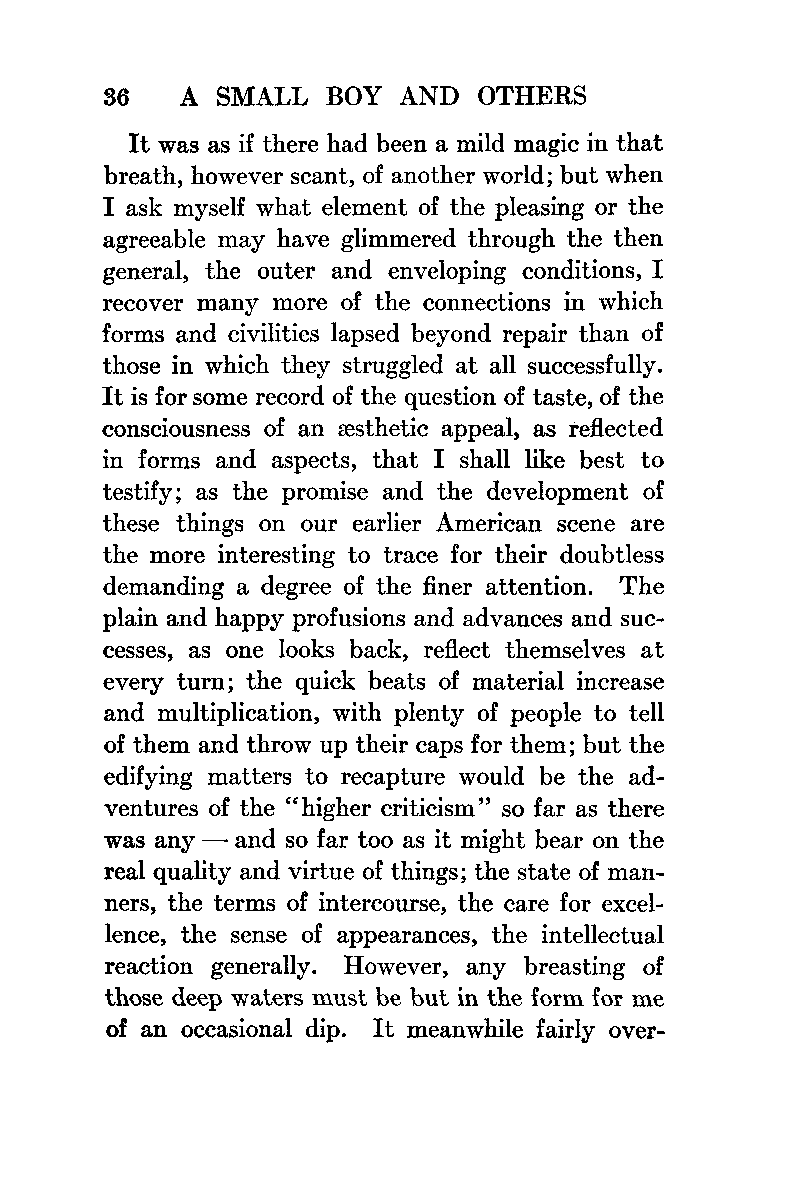 36 A SMALL BOY AND OTHERS
It was as if there had been a mild magic in that
breath, however scant, of another world; but when
I ask myself what element of the pleasing or the
agreeable may have glimmered through the then
general, the outer and enveloping conditions, I
recover many more of the connections in which
forms and civilities lapsed beyond repair than of
those in which they struggled at all successfully.
It is for some record of the question of taste, of the
consciousness of an æsthetic appeal, as reflected
in forms and aspects, that I shall like best to
testify; as the promise and the development of
these things on our earlier American scene are
the more interesting to trace for their doubtless
demanding a degree of the finer attention. The
plain and happy profusions and advances and suc-
cesses, as one looks back, reflect themselves at
every turn; the quick beats of material increase
and multiplication, with plenty of people to tell
of them and throw up their caps for them; but the
edifying matters to recapture would be the ad-
ventures of the “higher criticism” so far as there
was any — and so far too as it might bear on the
real quality and virtue of things; the state of man-
ners, the terms of intercourse, the care for excel-
lence, the sense of appearances, the intellectual
reaction generally. However, any breasting of
those deep waters must be but in the form for me
of an occasional dip. It meanwhile fairly over-